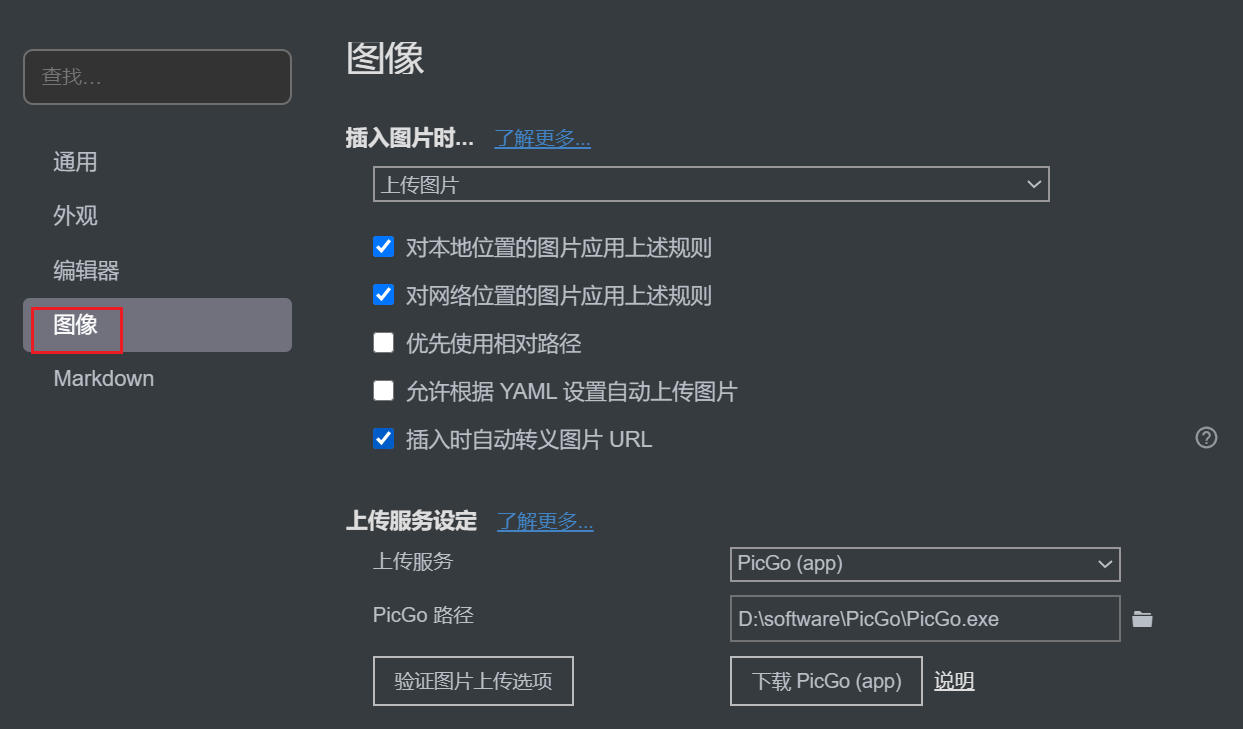 查找...
通用
外观
编辑器
图像
Markdown
图像
插入图片时... 了解更多...
上传图片
对本地位置的图片应用上述规则
对网络位置的图片应用上述规则
优先使用相对路径
允许根据 YAML 设置自动上传图片
插入时自动转义图片 URL
上传服务设定 了解更多...
上传服务 PicGo (app)
PicGo 路径 D:\software\PicGo\PicGo.exe
验证图片上传选项 下载 PicGo (app) 说明